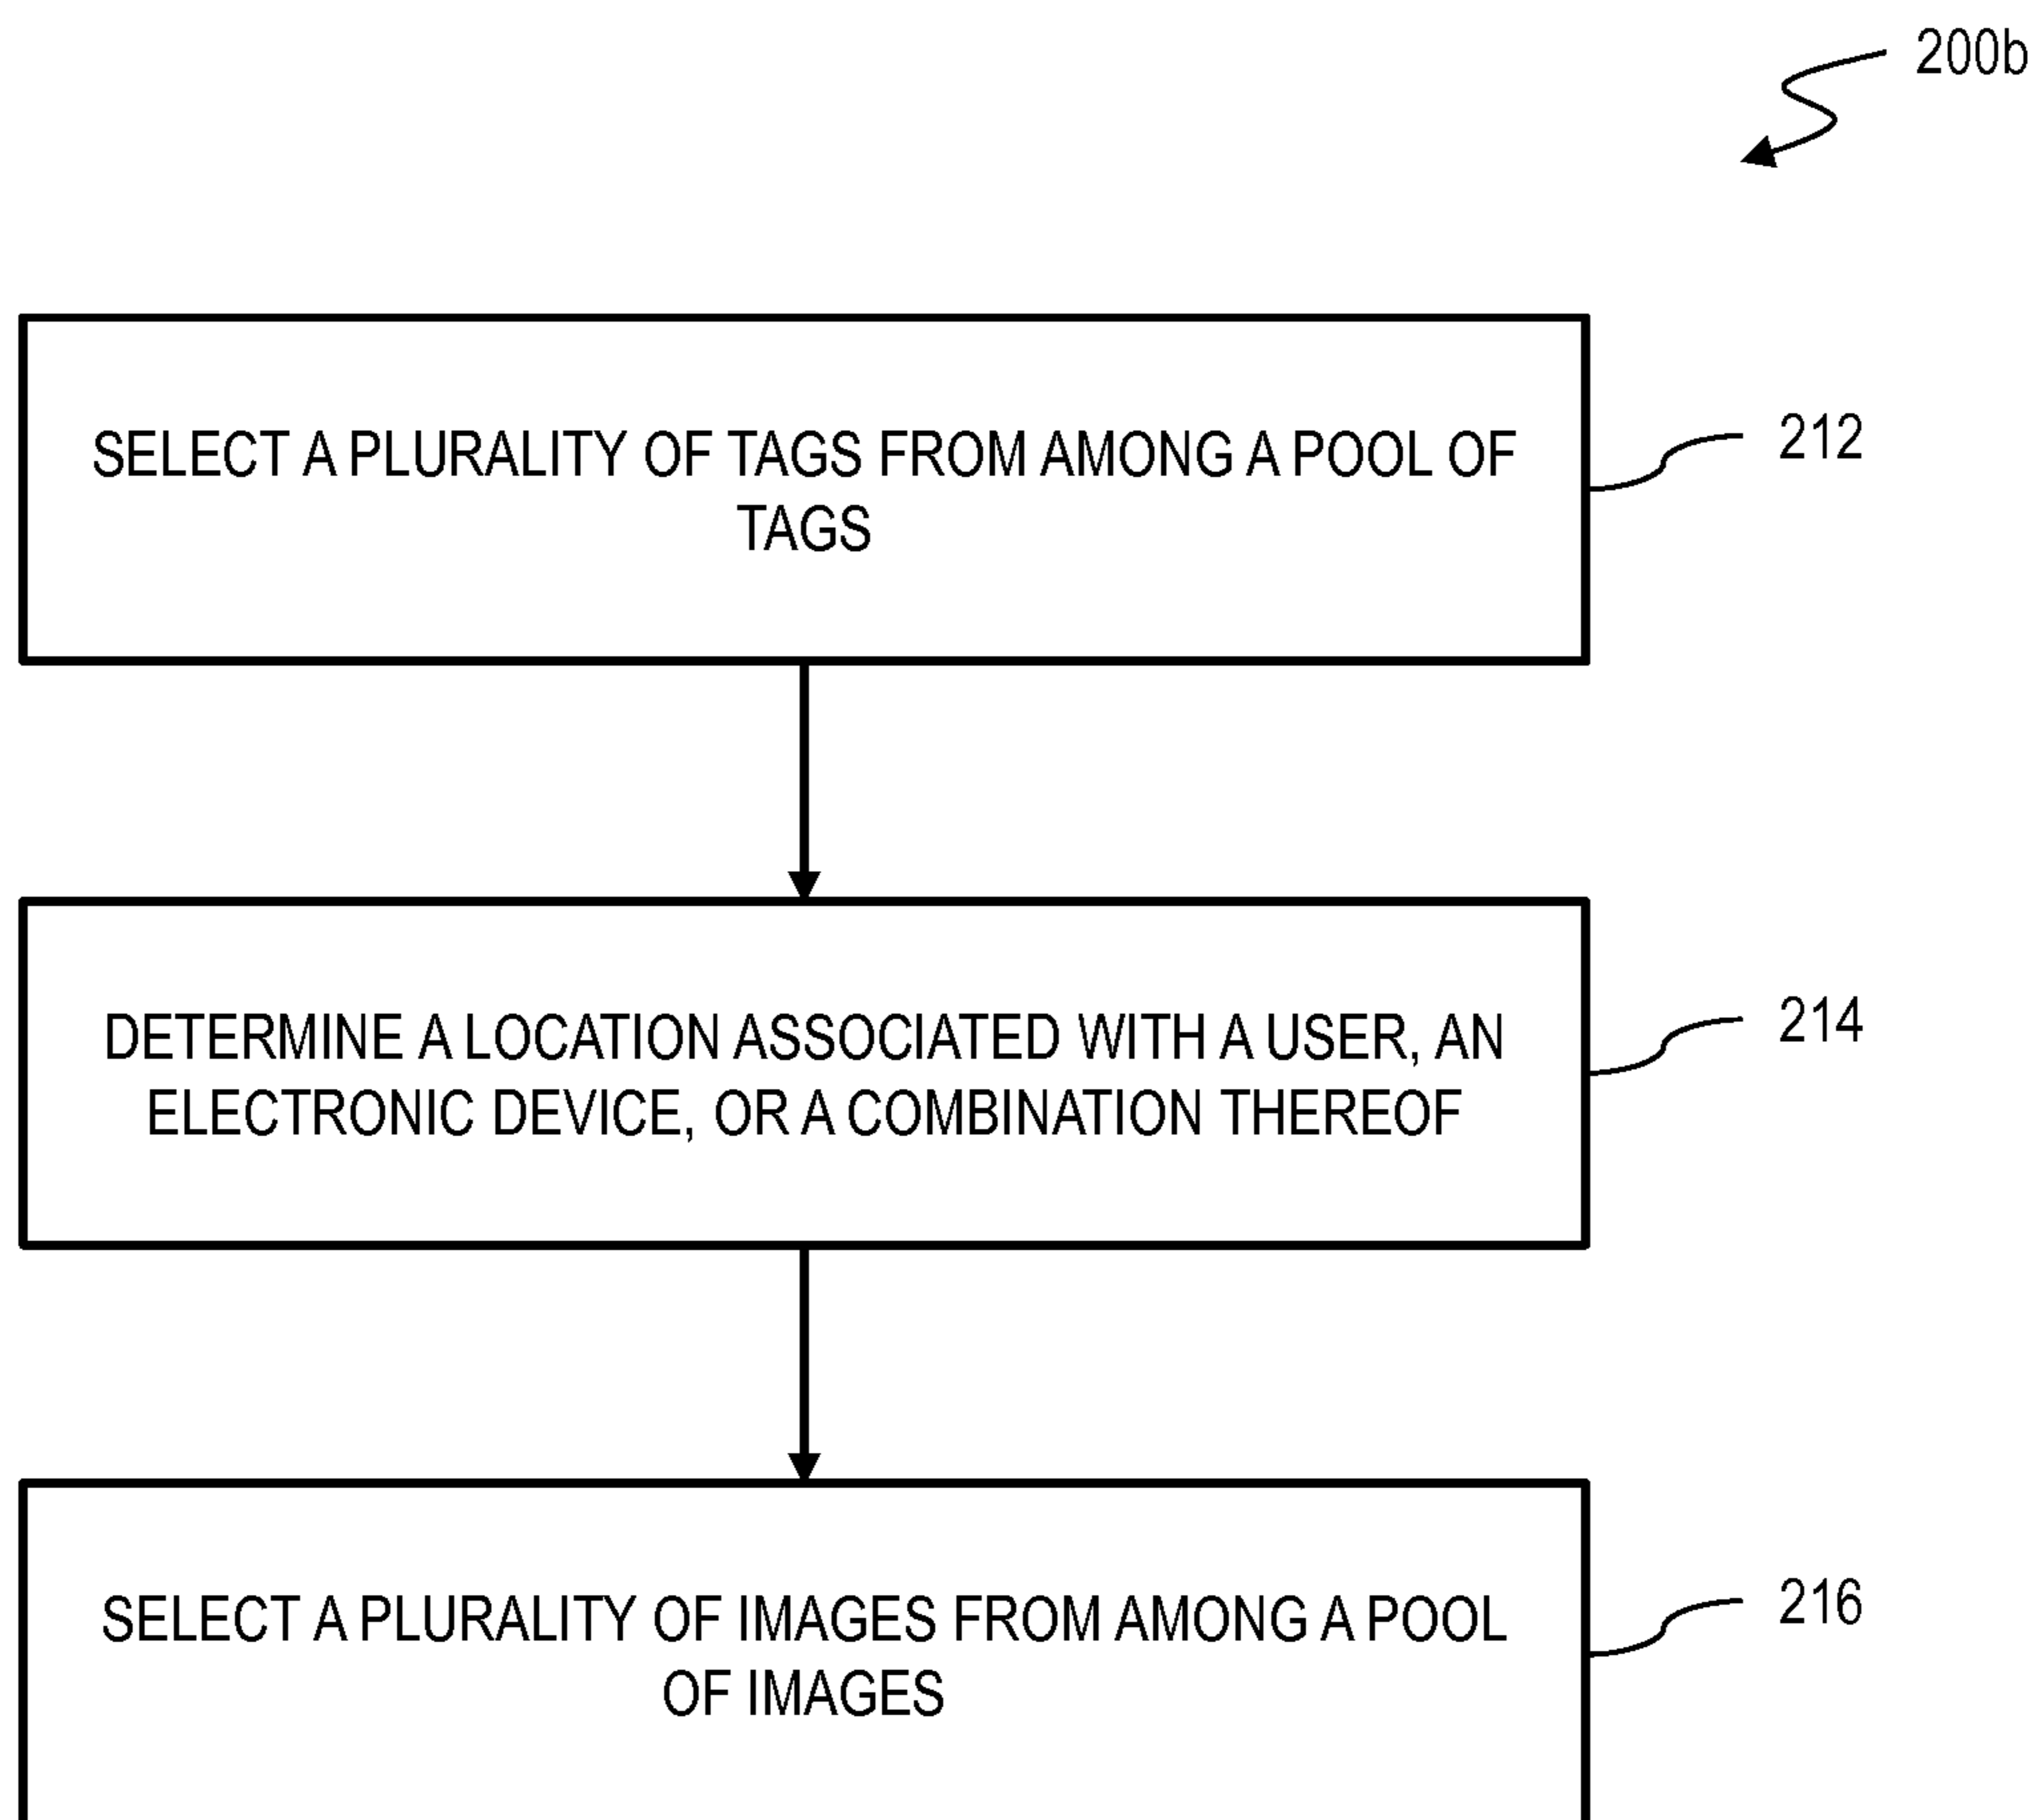 200b
SELECT A PLURALITY OF TAGS FROM AMONG A POOL OF
TAGS
212
DETERMINE A LOCATION ASSOCIATED WITH A USER, AN
ELECTRONIC DEVICE, OR A COMBINATION THEREOF
214
SELECT A PLURALITY OF IMAGES FROM AMONG A POOL
OF IMAGES
216